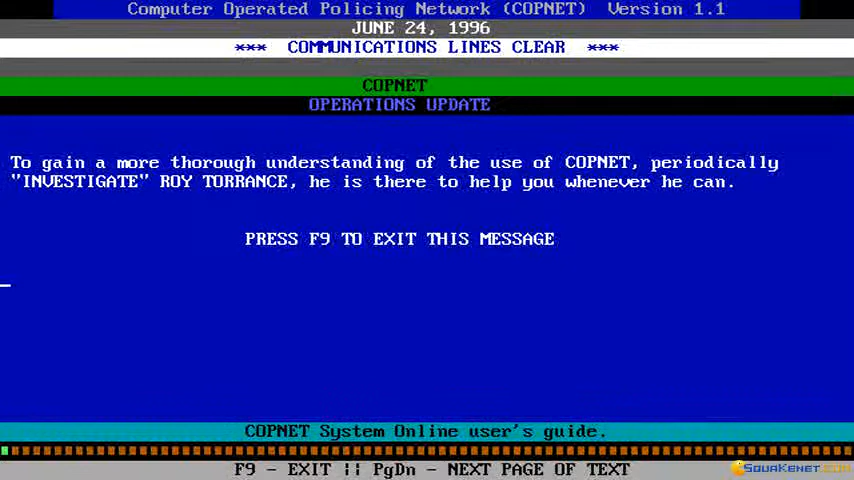 Computer Operated Policing Network (COPNET)  Version 1.1
JUNE 24, 1996
***  COMMUNICATIONS LINES CLEAR  ***
COPNET
OPERATIONS UPDATE
To gain a more thorough understanding of the use of COPNET, periodically
"INVESTIGATE" ROY TORRANCE, he is there to help you whenever he can.
PRESS F9 TO EXIT THIS MESSAGE
COPNET System Online user's guide.
F9 - EXIT || PgDn - NEXT PAGE OF TEXT
SQUAKENET.COM